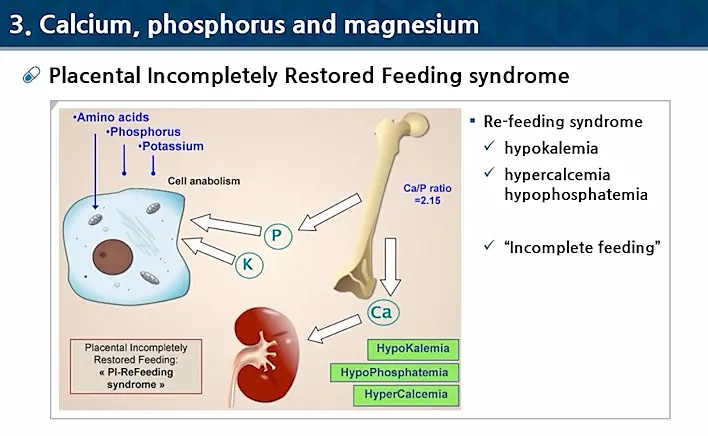 3. Calcium, phosphorus and magnesium
Placental Incompletely Restored Feeding syndrome
•Amino acids
•Phosphorus
•Potassium
Cell anabolism
Ca/P ratio
=2.15
P
K
Ca
Placental Incompletely
Restored Feeding:
« PI-ReFeeding
syndrome »
HypoKalemia
HypoPhosphatemia
HyperCalcemia
▪ Re-feeding syndrome
✓ hypokalemia
✓ hypercalcemia
hypophosphatemia
✓ “Incomplete feeding”